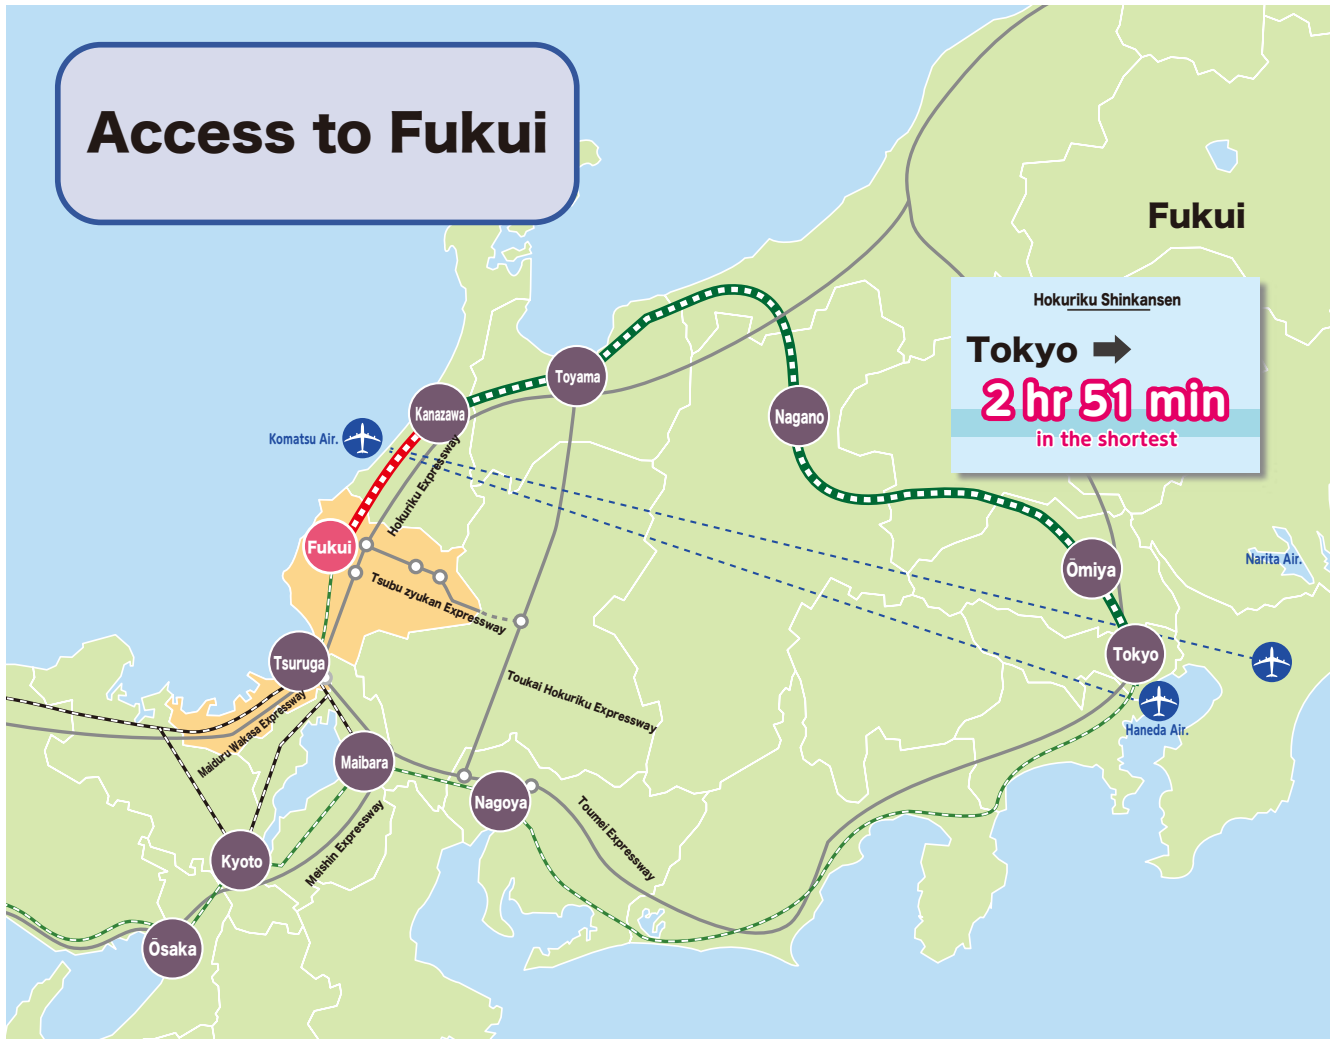 Access to Fukui
Fukui
Hokuriku Shinkansen
Tokyo
2 hr 51 min
in the shortest
Toyama
Kanazawa
Nagano
Komatsu Air.
Hokuriku Expressway
Fukui
Narita Air.
Ōmiya
Tsubu zyukan Expressway
Tsuruga
Tokyo
Toukai Hokuriku Expressway
Haneda Air.
Maiduru Wakasa Expressway
Maibara
Nagoya
Toumei Expressway
Meishin Expressway
Kyoto
Ōsaka